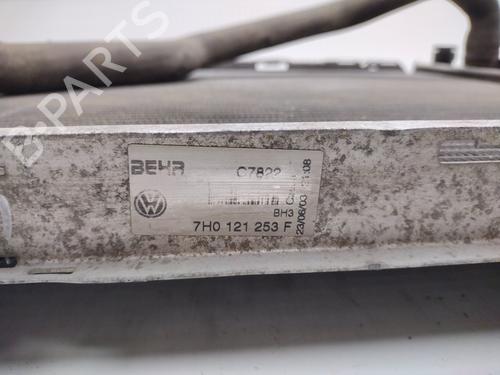 BEHR C7822
BH3
7H0 121 253 F
23/06/03
B-PARTS